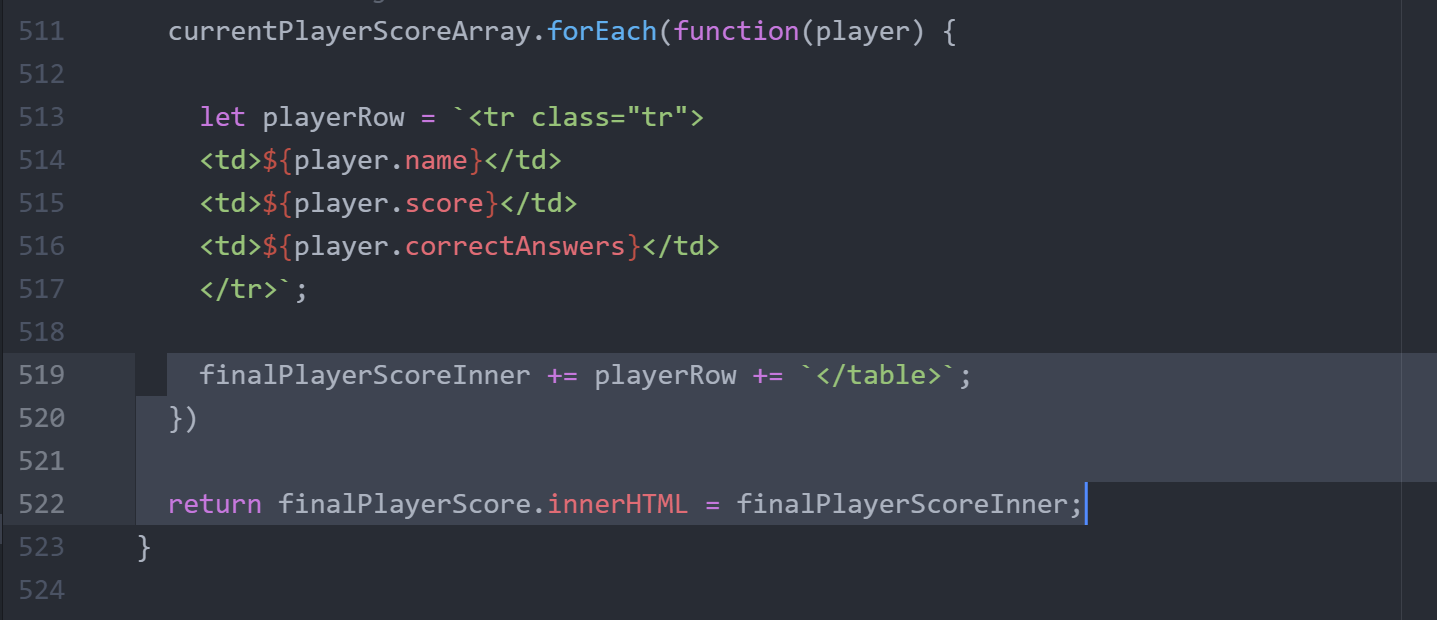 511 currentPlayerScoreArray.forEach(function(player) {
512
513 let playerRow = `<tr class="tr">
514 <td>${player.name}</td>
515 <td>${player.score}</td>
516 <td>${player.correctAnswers}</td>
517 </tr>`;
518
519 finalPlayerScoreInner += playerRow += `</table>`;
520 })
521
522 return finalPlayerScore.innerHTML = finalPlayerScoreInner;
523 }
524